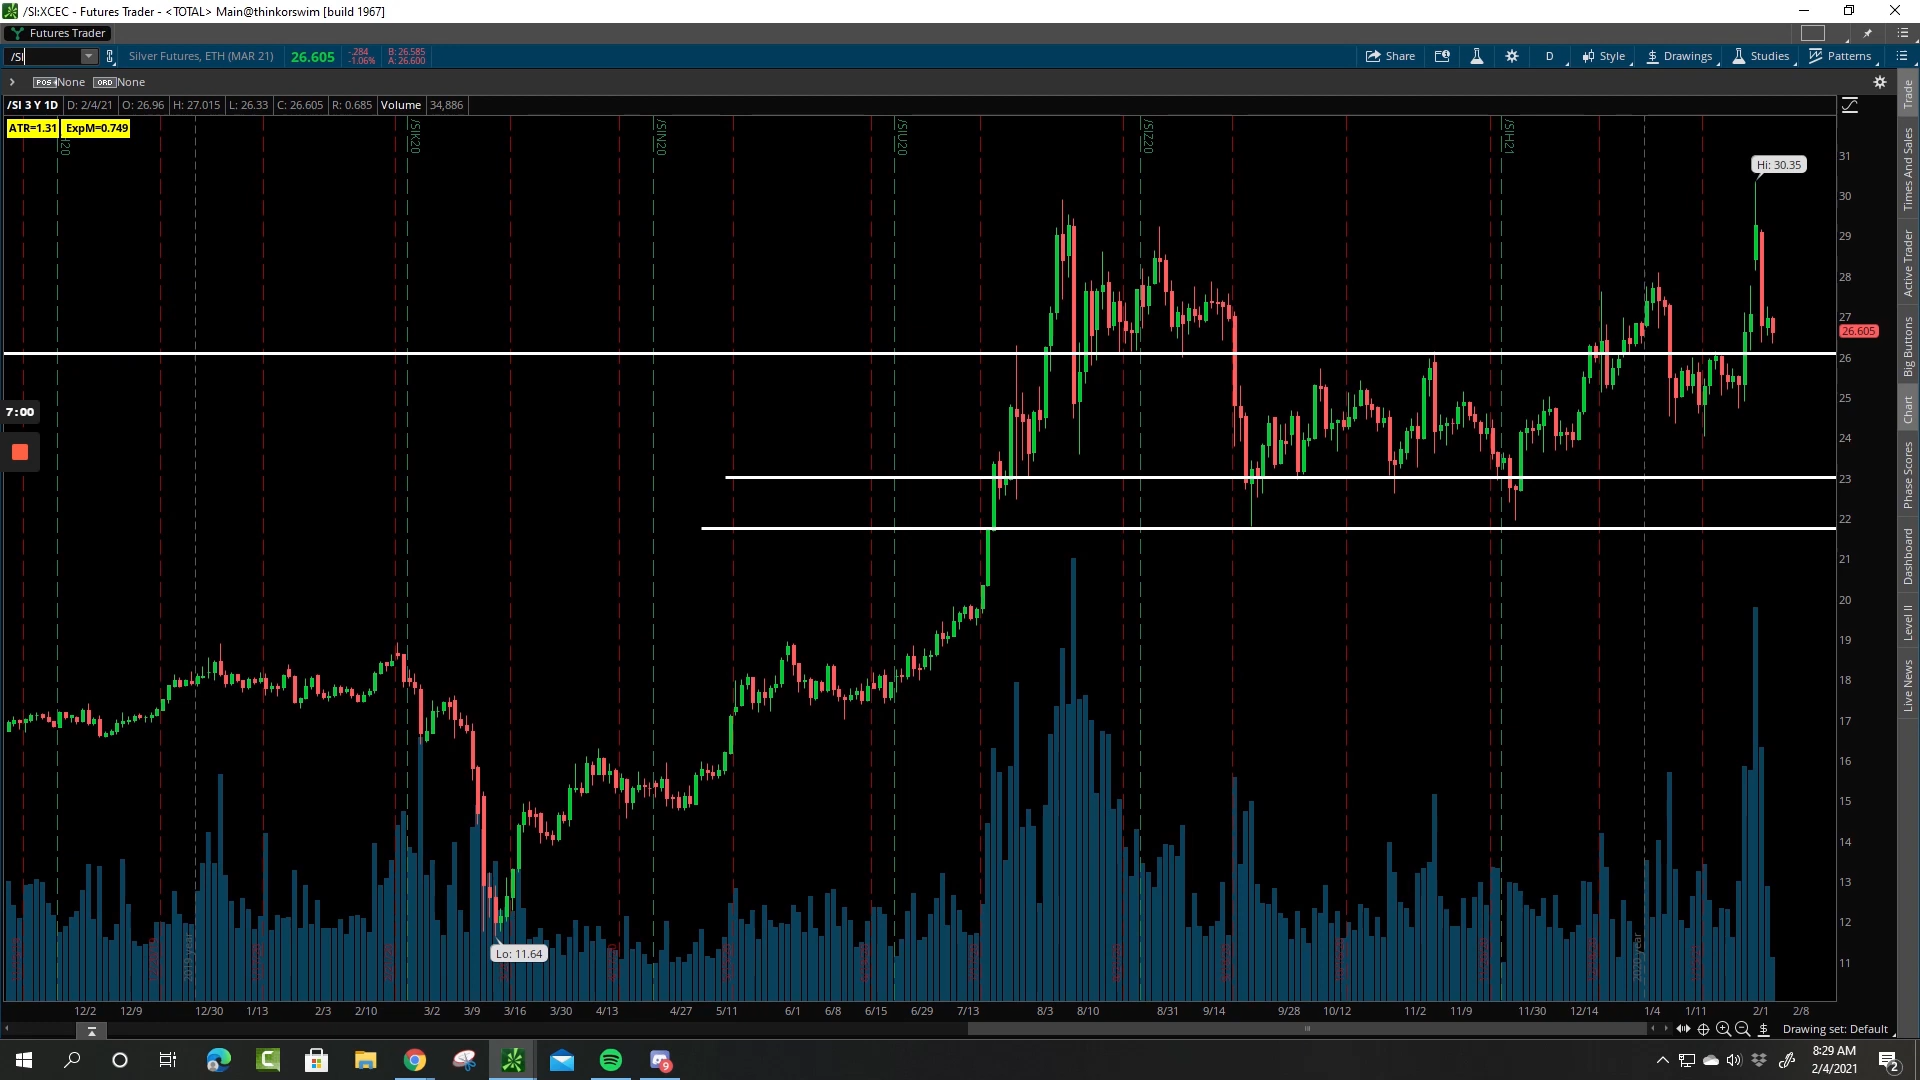 /SI:XCEC - Futures Trader - <TOTAL> Main@thinkorswim [build 1967]
Futures Trader
/SI Silver Futures, ETH (MAR 21) 26.605 -.284 -1.06% B: 26.585 A: 26.600 Share D Style Drawings Studies Patterns
POS None ORD None
/SI 3 Y 1D D: 2/4/21 O: 26.96 H: 27.015 L: 26.33 C: 26.605 R: 0.685 Volume 34,886
ATR=1.31 ExpM=0.749
/SIK20 /SIN20 /SIU20 /SIZ20 /SIH21
Hi: 30.35
31
30
29
28
27
26.605
26
25
24
23
22
21
20
19
18
17
16
15
14
13
12
11
7:00
Lo: 11.64
2019 year
2020 year
12/2 12/9 12/30 1/13 2/3 2/10 3/2 3/9 3/16 3/30 4/13 4/27 5/11 6/1 6/8 6/15 6/29 7/13 8/3 8/10 8/31 9/14 9/28 10/12 11/2 11/9 11/30 12/14 1/4 1/11 2/1 2/8
Trade
Times And Sales
Active Trader
Big Buttons
Chart
Phase Scores
Dashboard
Level II
Live News
Drawing set: Default
9
8:29 AM
2/4/2021
2